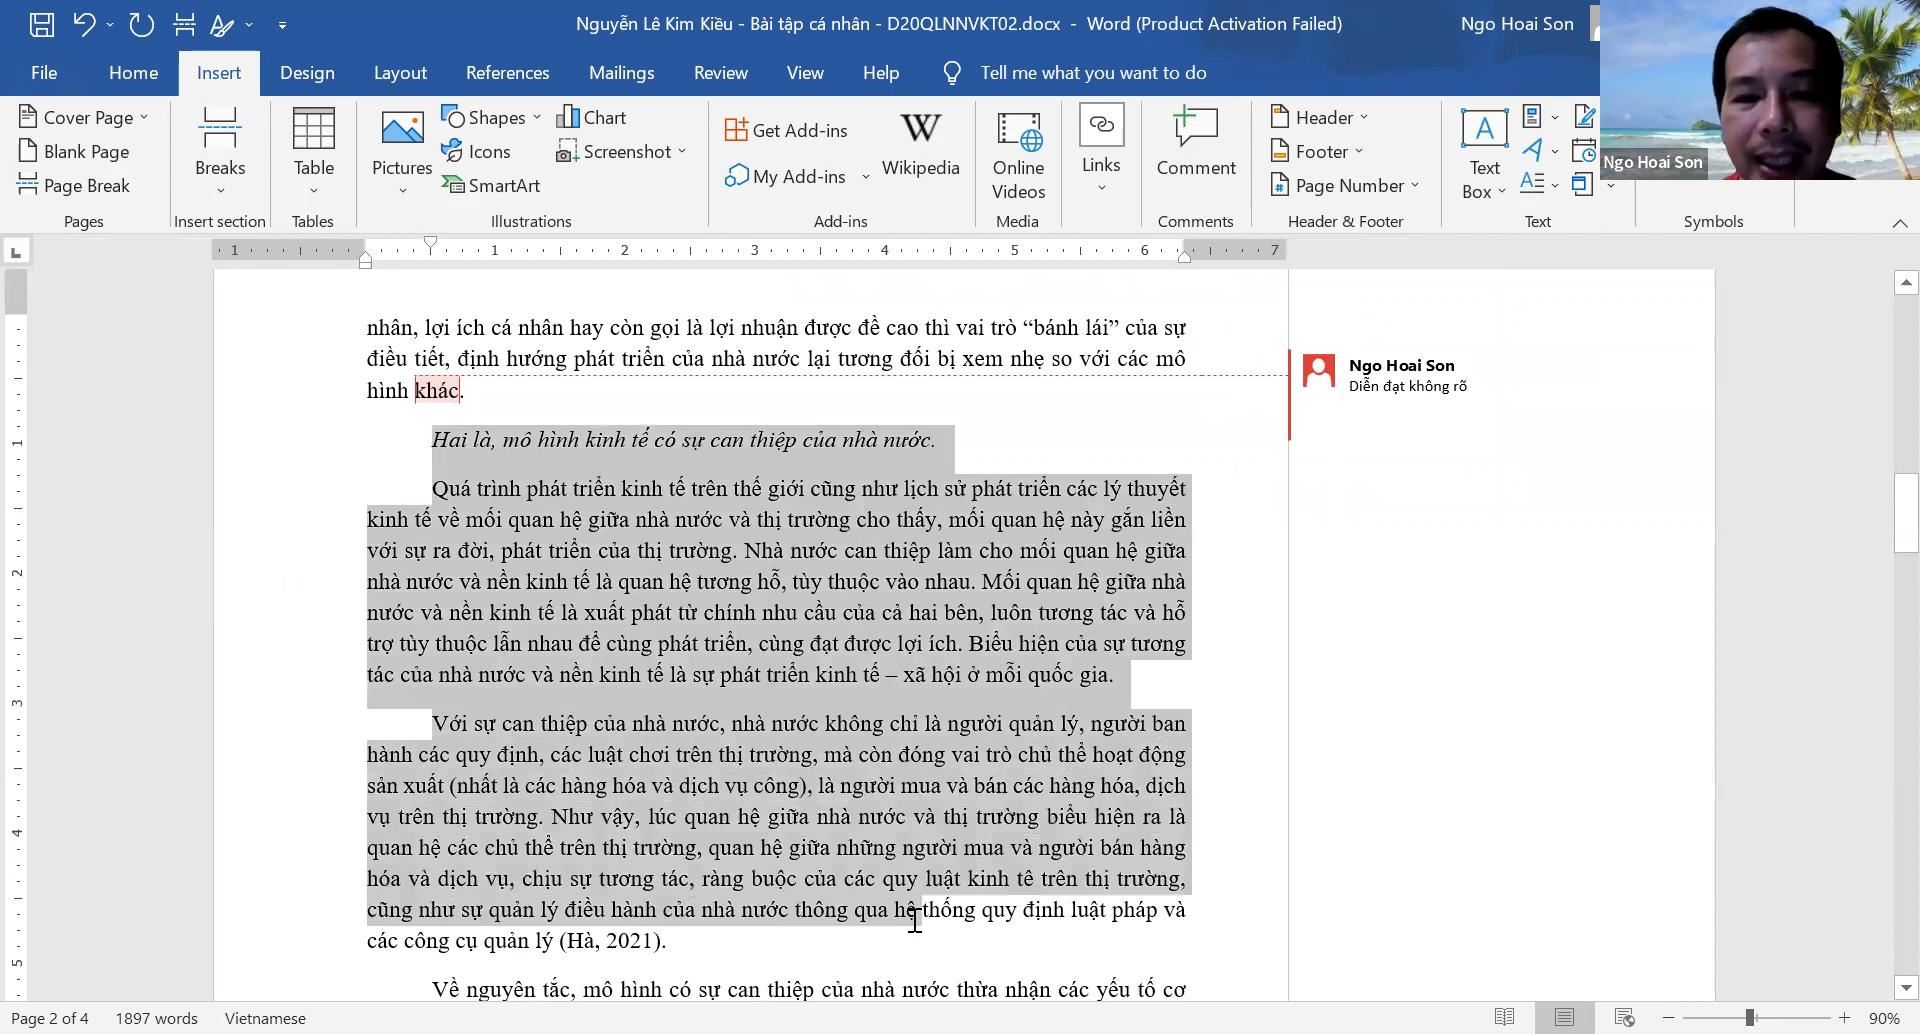 Nguyễn Lê Kim Kiều - Bài tập cá nhân - D20QLNNVKT02.docx - Word (Product Activation Failed)
Ngo Hoai Son
File Home Insert Design Layout References Mailings Review View Help Tell me what you want to do
Cover Page
Blank Page
Page Break
Pages
Breaks
Insert section
Table
Tables
Pictures
Shapes
Icons
SmartArt
Chart
Screenshot
Illustrations
Get Add-ins
My Add-ins
Wikipedia
Add-ins
Online
Videos
Media
Links
Comment
Comments
Header
Footer
Page Number
Header & Footer
Text
Box
Text
Symbols
Ngo Hoai Son
1 1 2 3 4 5 6 7
nhân, lợi ích cá nhân hay còn gọi là lợi nhuận được đề cao thì vai trò “bánh lái” của sự
điều tiết, định hướng phát triển của nhà nước lại tương đối bị xem nhẹ so với các mô
hình khác.
Hai là, mô hình kinh tế có sự can thiệp của nhà nước.
Quá trình phát triển kinh tế trên thế giới cũng như lịch sử phát triển các lý thuyết
kinh tế về mối quan hệ giữa nhà nước và thị trường cho thấy, mối quan hệ này gắn liền
với sự ra đời, phát triển của thị trường. Nhà nước can thiệp làm cho mối quan hệ giữa
nhà nước và nền kinh tế là quan hệ tương hỗ, tùy thuộc vào nhau. Mối quan hệ giữa nhà
nước và nền kinh tế là xuất phát từ chính nhu cầu của cả hai bên, luôn tương tác và hỗ
trợ tùy thuộc lẫn nhau để cùng phát triển, cùng đạt được lợi ích. Biểu hiện của sự tương
tác của nhà nước và nền kinh tế là sự phát triển kinh tế – xã hội ở mỗi quốc gia.
Với sự can thiệp của nhà nước, nhà nước không chỉ là người quản lý, người ban
hành các quy định, các luật chơi trên thị trường, mà còn đóng vai trò chủ thể hoạt động
sản xuất (nhất là các hàng hóa và dịch vụ công), là người mua và bán các hàng hóa, dịch
vụ trên thị trường. Như vậy, lúc quan hệ giữa nhà nước và thị trường biểu hiện ra là
quan hệ các chủ thể trên thị trường, quan hệ giữa những người mua và người bán hàng
hóa và dịch vụ, chịu sự tương tác, ràng buộc của các quy luật kinh tê trên thị trường,
cũng như sự quản lý điều hành của nhà nước thông qua hệ thống quy định luật pháp và
các công cụ quản lý (Hà, 2021).
Về nguyên tắc, mô hình có sự can thiệp của nhà nước thừa nhận các yếu tố cơ
Ngo Hoai Son
Diễn đạt không rõ
1
2
3
4
5
Page 2 of 4 1897 words Vietnamese 90%